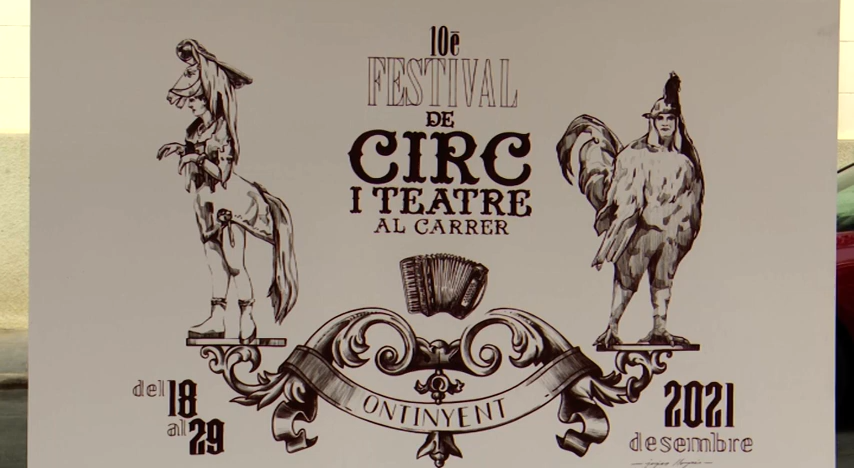 10é
FESTIVAL
DE
CIRC
I TEATRE
AL CARRER
ONTINYENT
del 18
al 29
2021
desembre